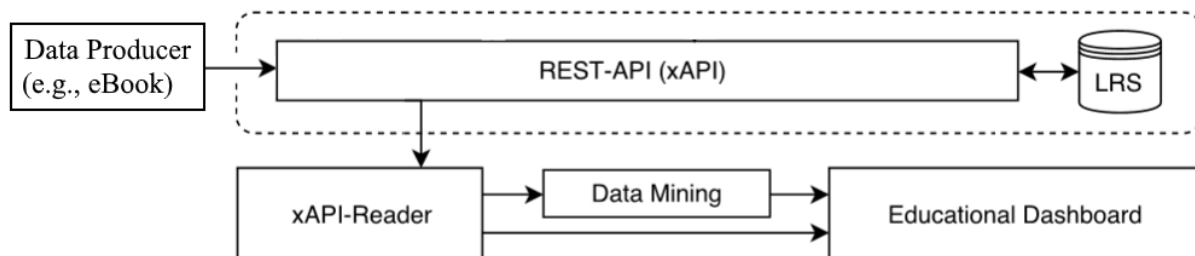 Data Producer
(e.g., eBook)
REST-API (xAPI)
LRS
xAPI-Reader
Data Mining
Educational Dashboard